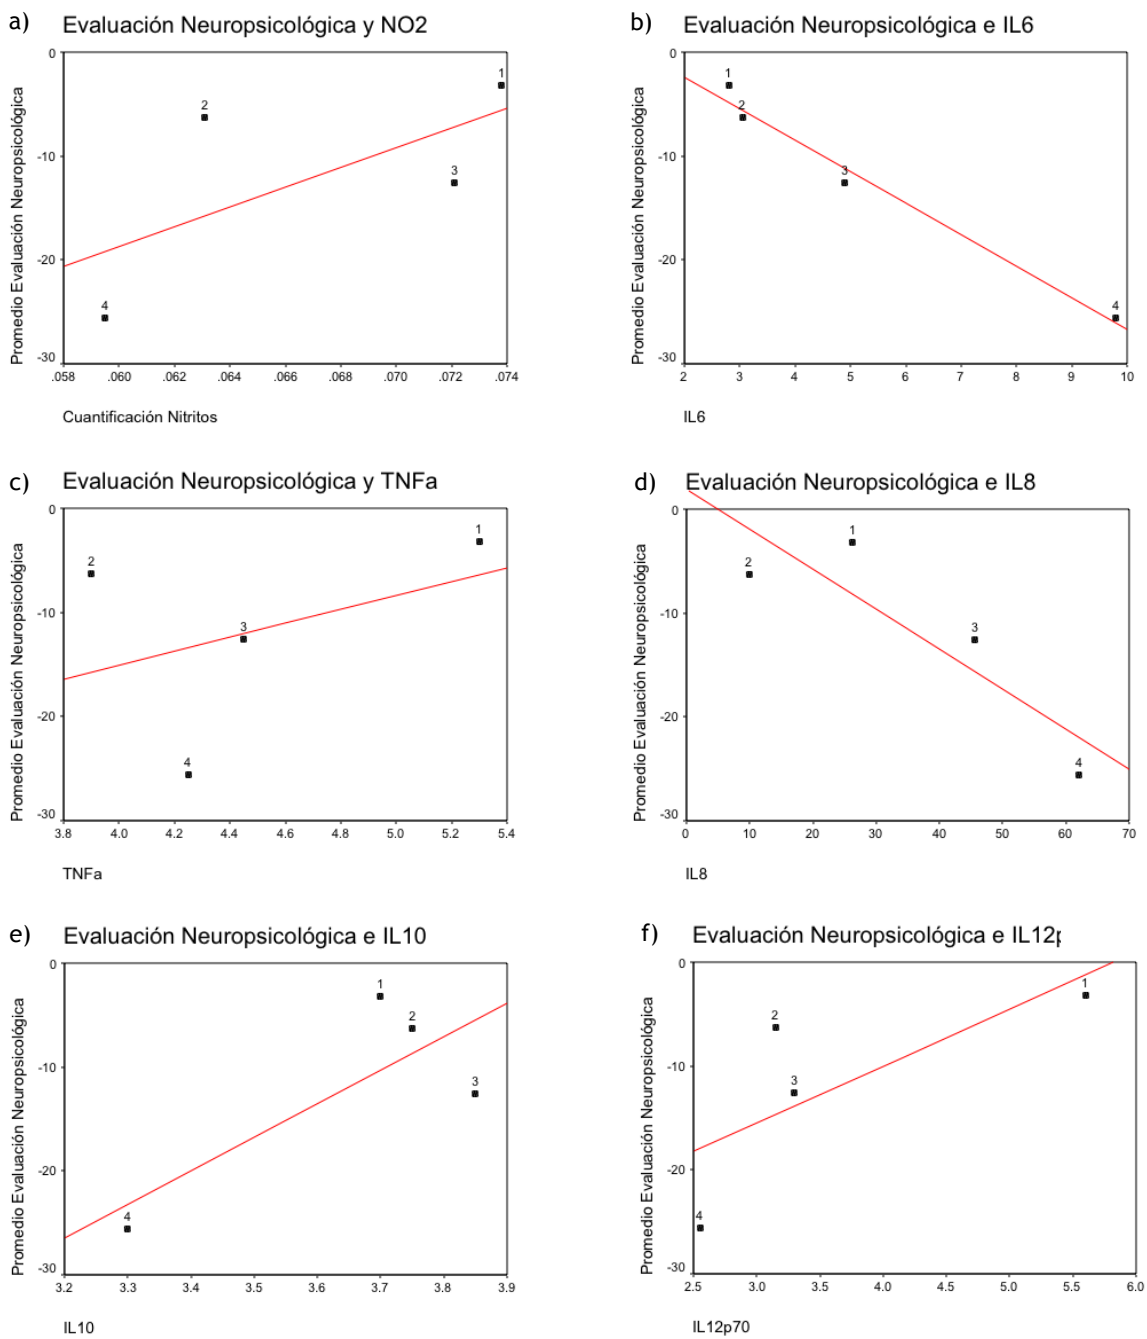 a) Evaluación Neuropsicológica y NO2
Promedio Evaluación Neuropsicológica
0
-10
-20
-30
1
2
3
4
.058 .060 .062 .064 .066 .068 .070 .072 .074
Cuantificación Nitritos
b) Evaluación Neuropsicológica e IL6
Promedio Evaluación Neuropsicológica
0
-10
-20
-30
1
2
3
4
2 3 4 5 6 7 8 9 10
IL6
c) Evaluación Neuropsicológica y TNFa
Promedio Evaluación Neuropsicológica
0
-10
-20
-30
1
2
3
4
3.8 4.0 4.2 4.4 4.6 4.8 5.0 5.2 5.4
TNFa
d) Evaluación Neuropsicológica e IL8
Promedio Evaluación Neuropsicológica
0
-10
-20
-30
1
2
3
4
0 10 20 30 40 50 60 70
IL8
e) Evaluación Neuropsicológica e IL10
Promedio Evaluación Neuropsicológica
0
-10
-20
-30
1
2
3
4
3.2 3.3 3.4 3.5 3.6 3.7 3.8 3.9
IL10
f) Evaluación Neuropsicológica e IL12p
Promedio Evaluación Neuropsicológica
0
-10
-20
-30
1
2
3
4
2.5 3.0 3.5 4.0 4.5 5.0 5.5 6.0
IL12p70